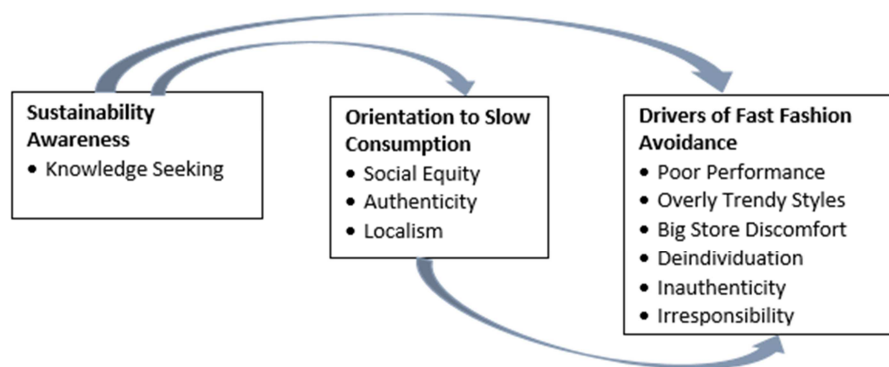 Sustainability
Awareness
• Knowledge Seeking
Orientation to Slow
Consumption
• Social Equity
• Authenticity
• Localism
Drivers of Fast Fashion
Avoidance
• Poor Performance
• Overly Trendy Styles
• Big Store Discomfort
• Deindividuation
• Inauthenticity
• Irresponsibility